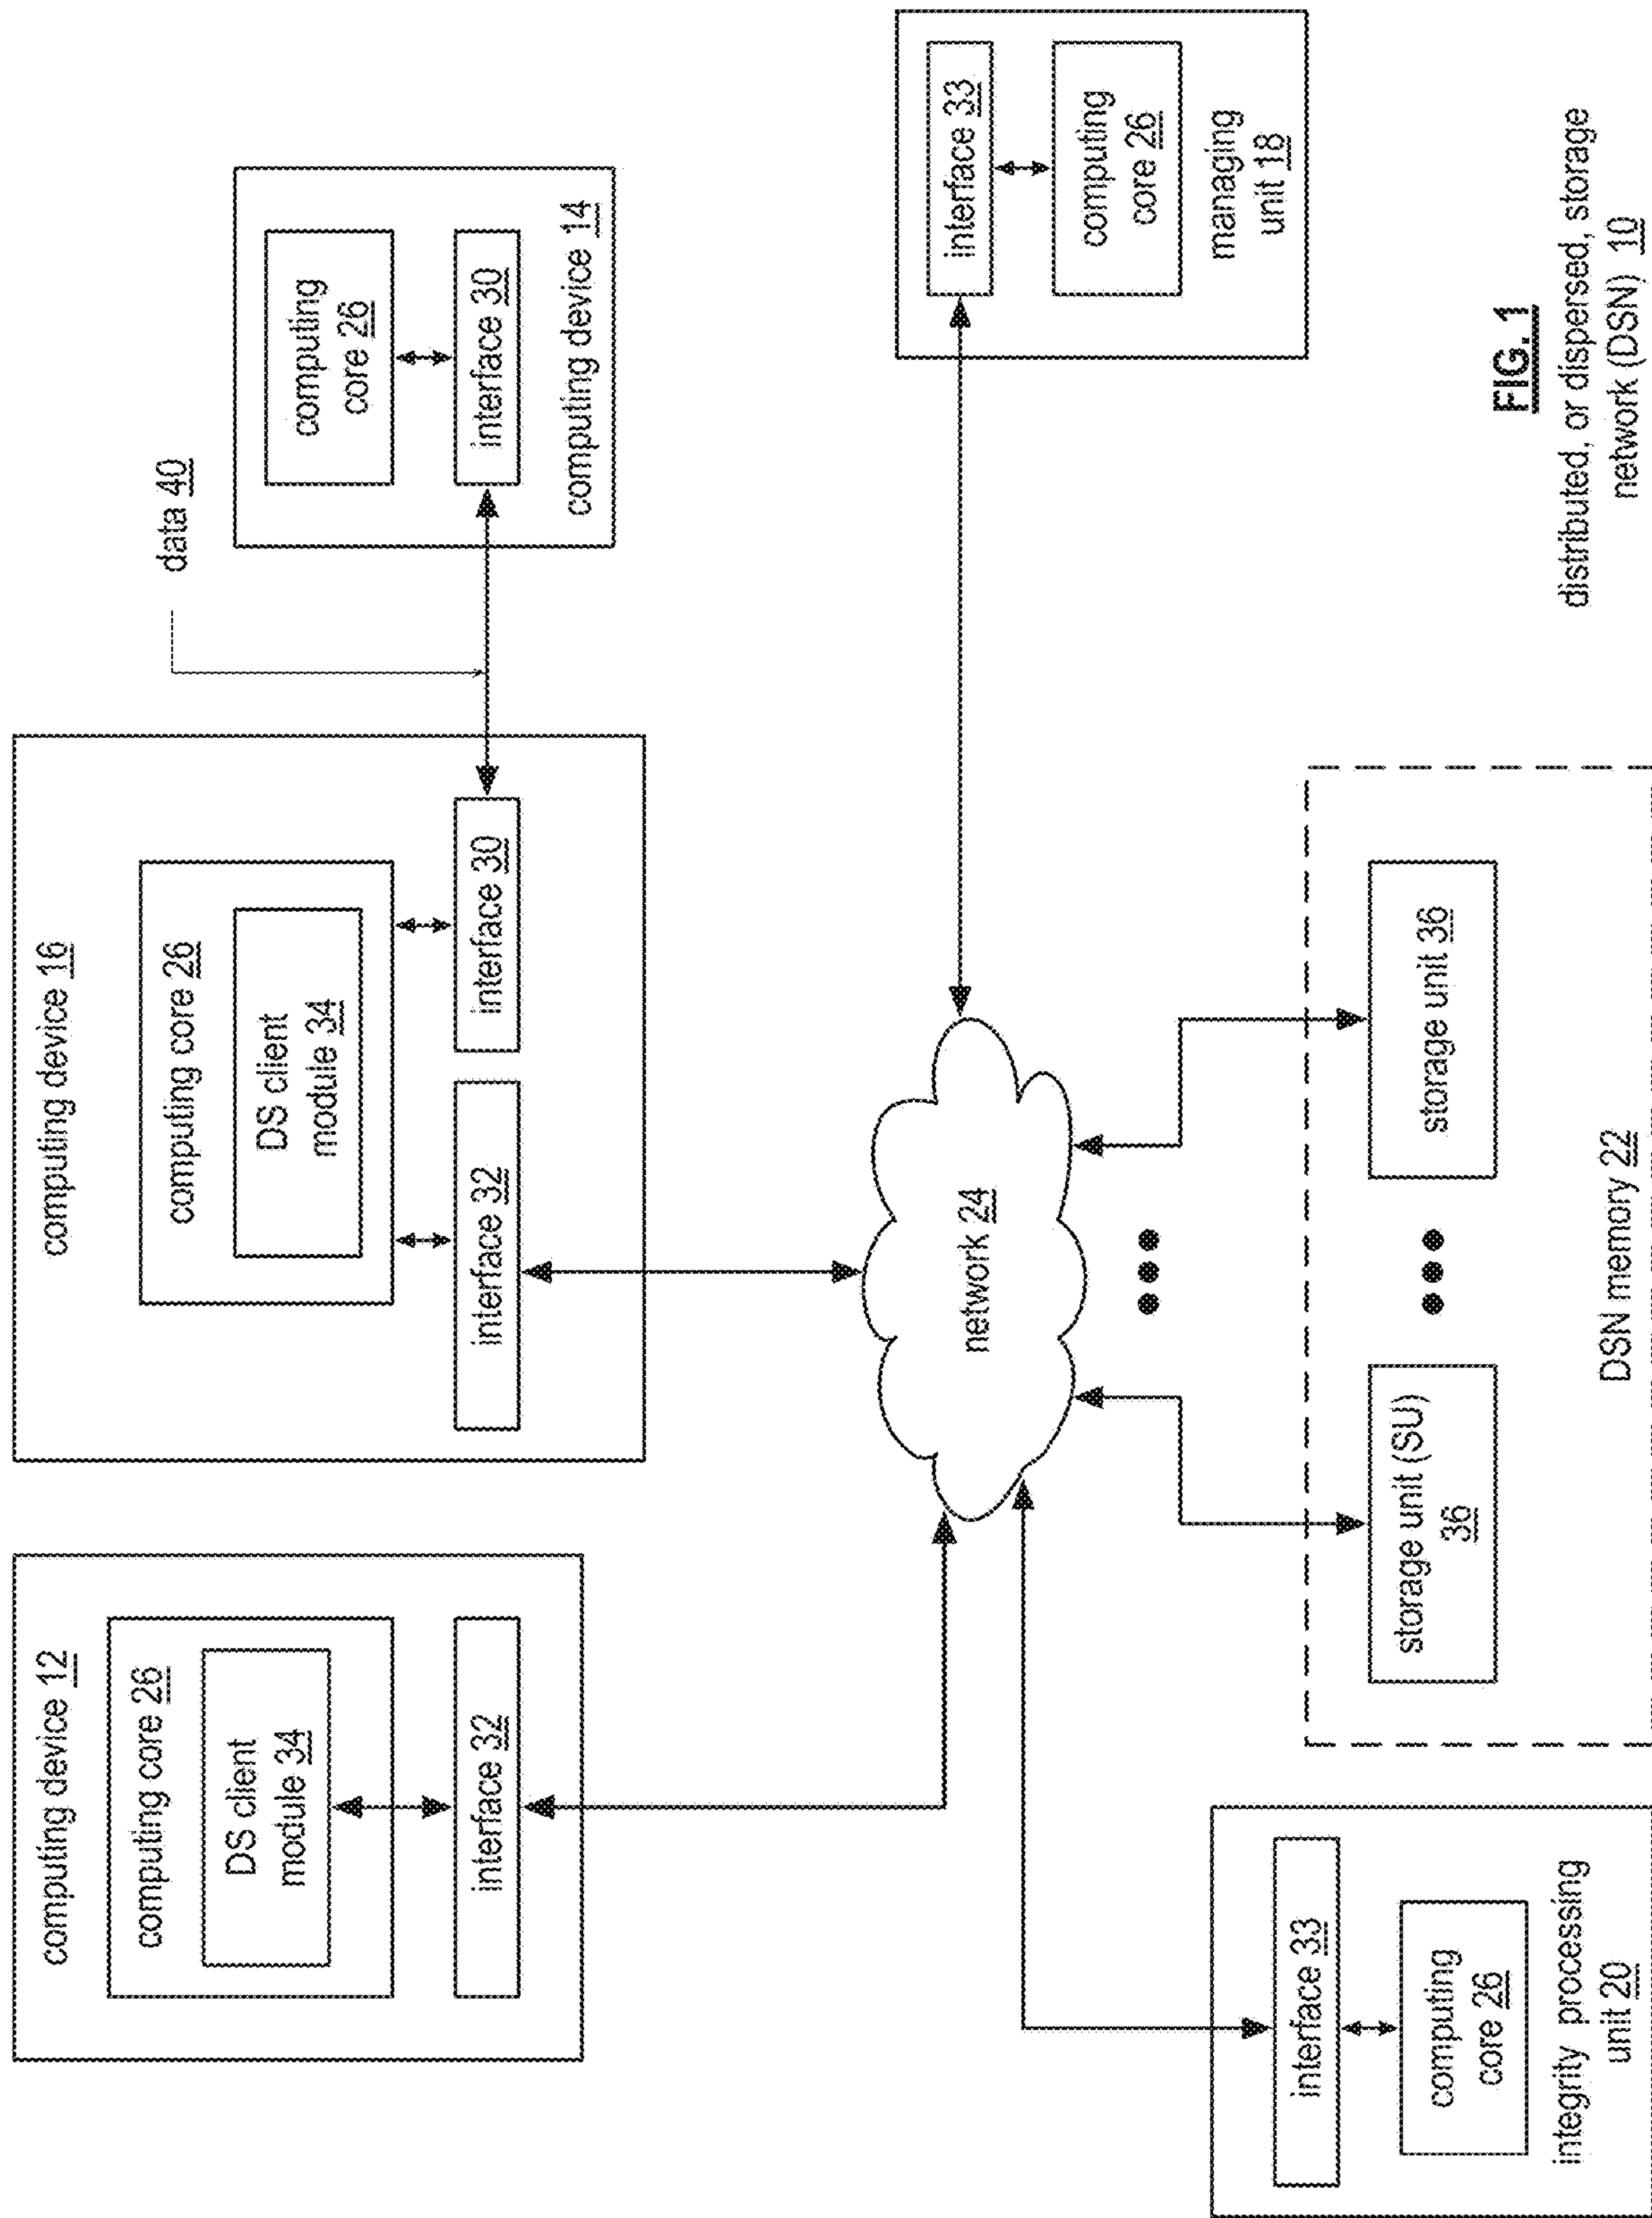 computing device 12
computing core 26
DS client
module 34
interface 32
computing device 16
computing core 26
DS client
module 34
interface 32
interface 30
data 40
computing
core 26
interface 30
computing device 14
network 24
interface 33
computing
core 26
managing
unit 18
interface 33
computing
core 26
integrity processing
unit 20
storage unit (SU)
36
storage unit 36
DSN memory 22
FIG. 1
distributed, or dispersed, storage
network (DSN) 10